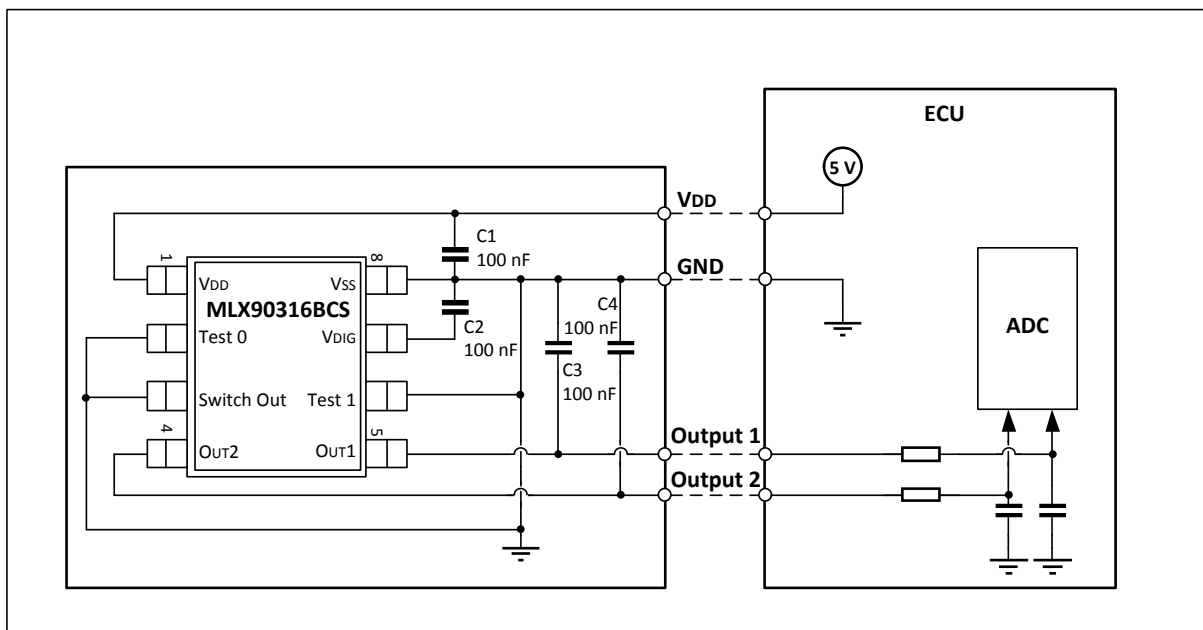 ECU
5 V
VDD
C1
100 nF
1
8
VDD
VSS
GND
MLX90316BCS
C4
100 nF
C2
100 nF
Test 0
VDIG
C3
100 nF
ADC
Switch Out
Test 1
4
5
Output 1
OUT2
OUT1
Output 2